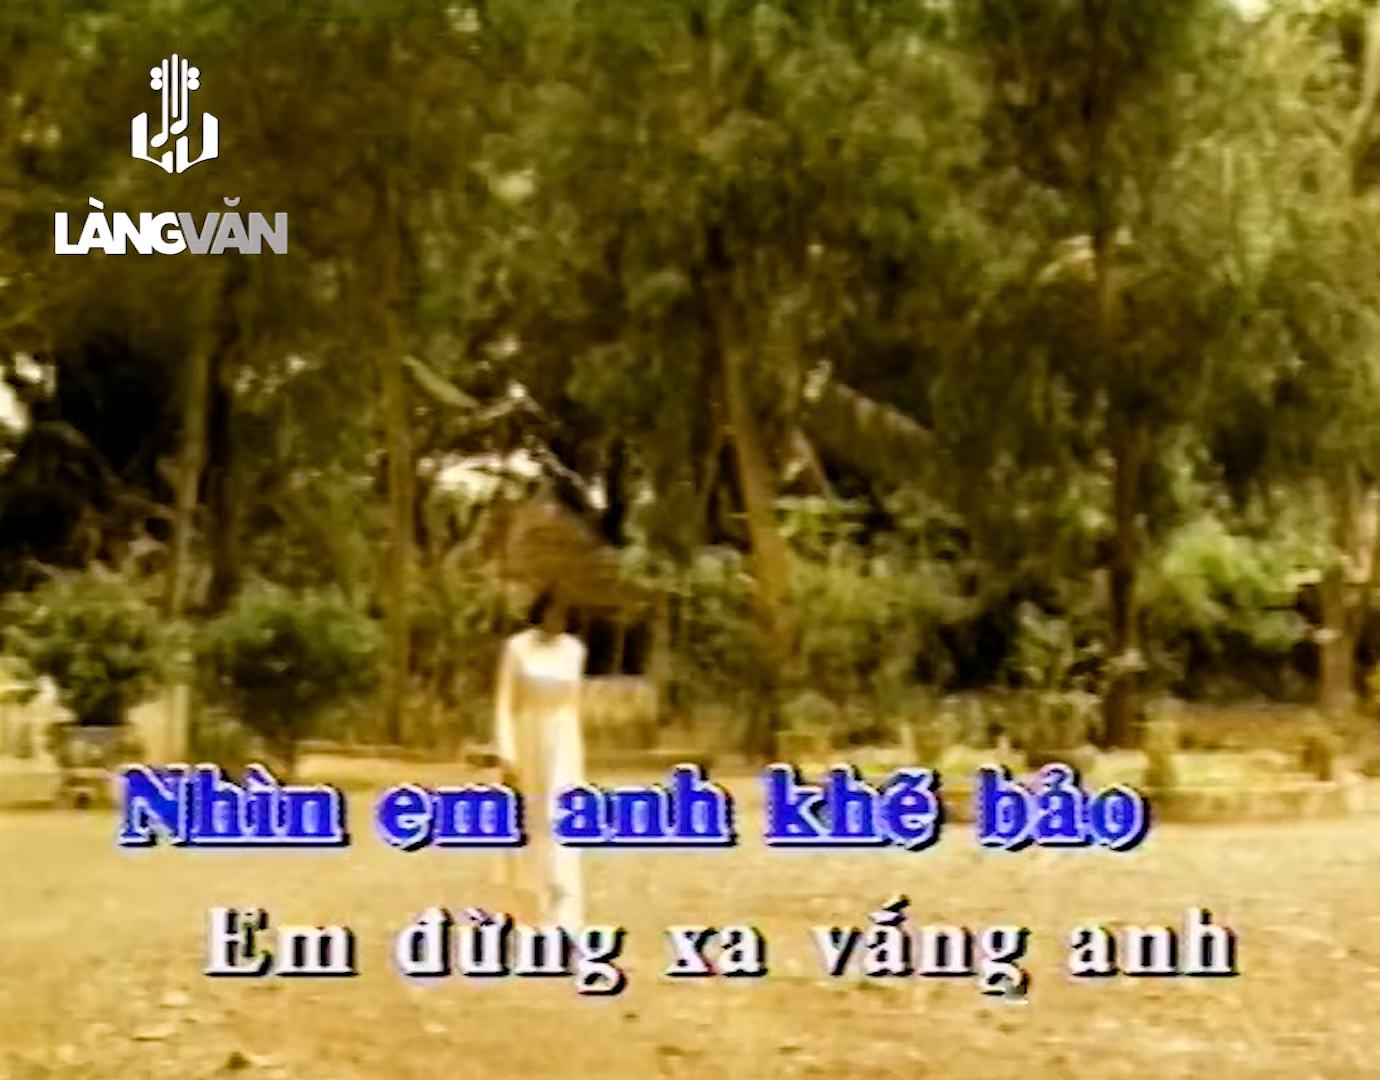 LÀNGVĂN
Nhìn em anh khẽ bảo
Em đừng xa vắng anh